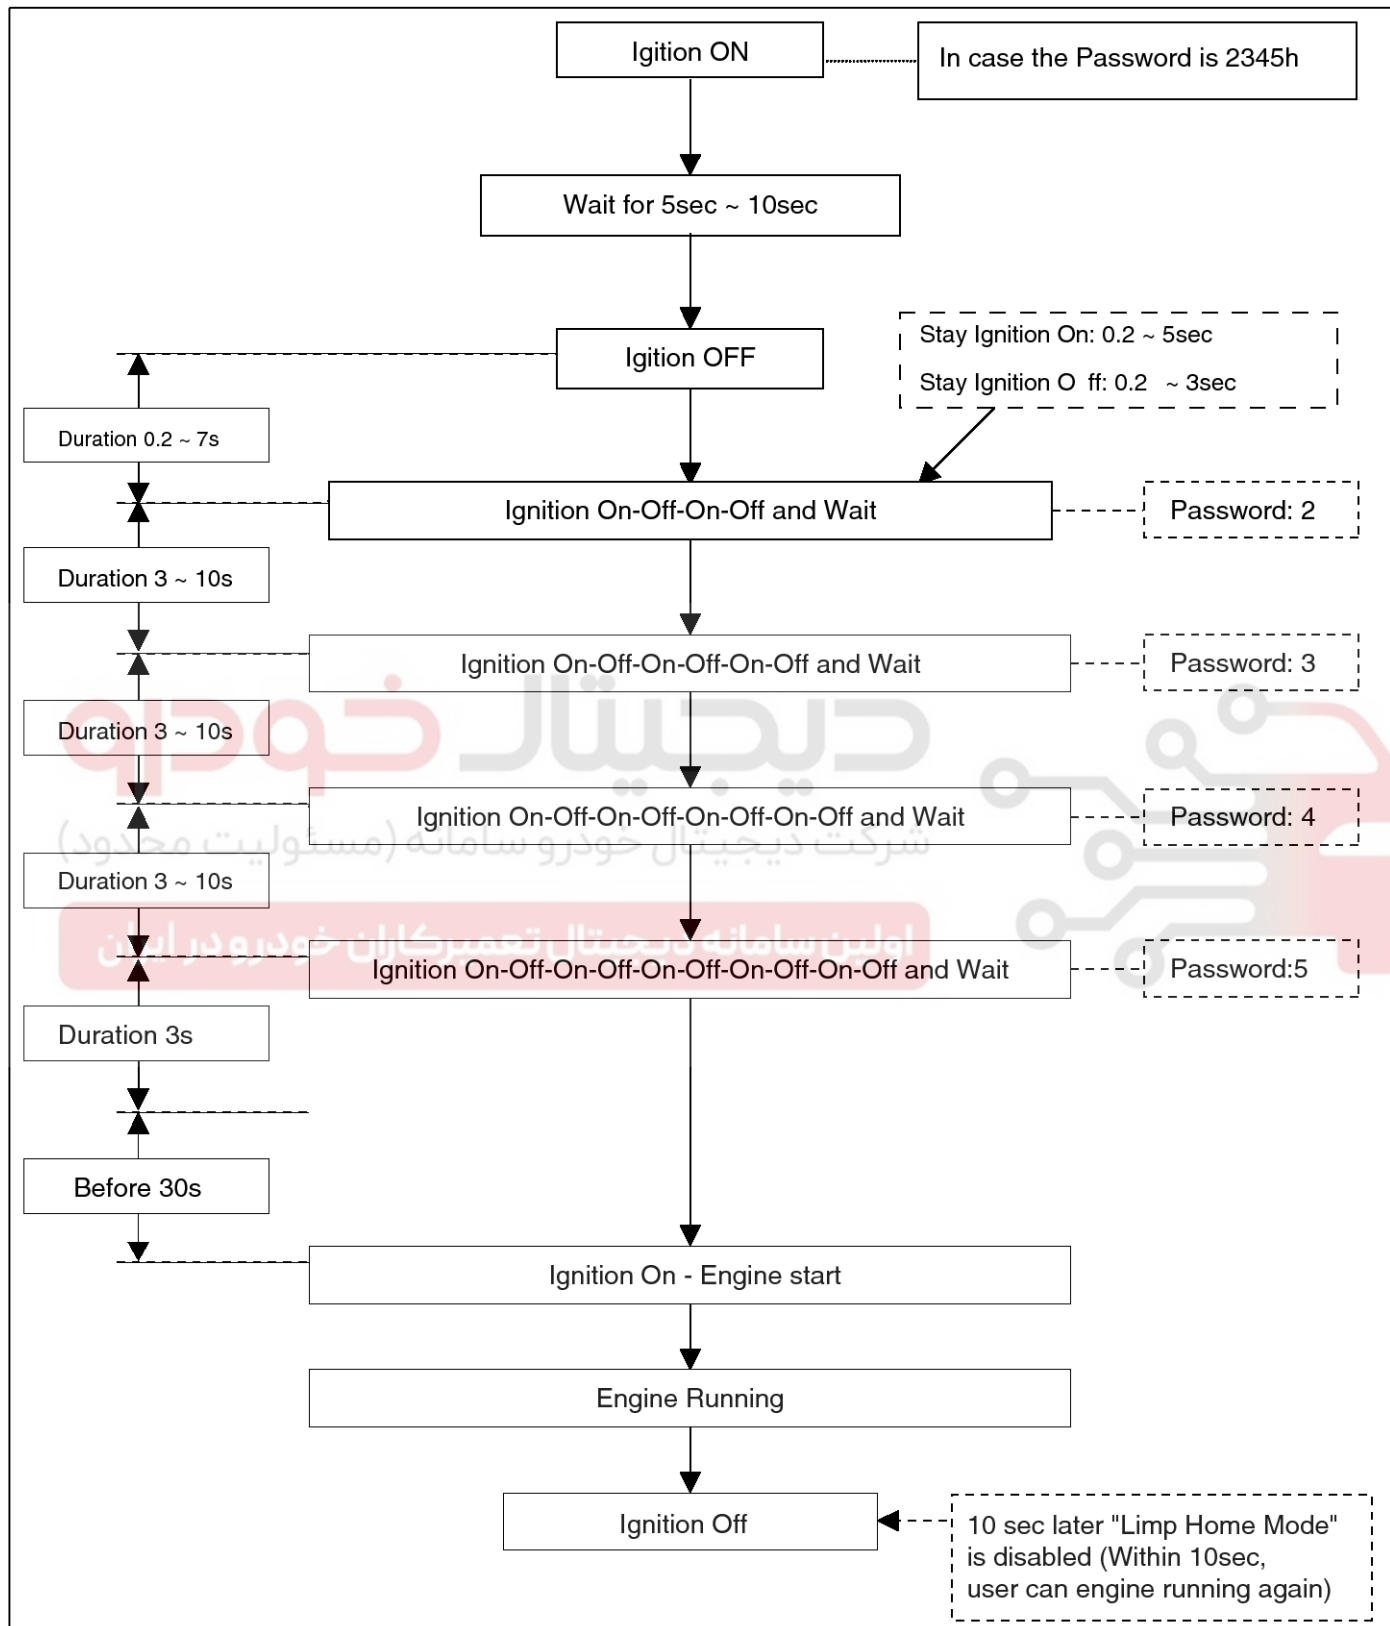 Igition ON
In case the Password is 2345h
Wait for 5sec ~ 10sec
Igition OFF
Stay Ignition On: 0.2 ~ 5sec
Stay Ignition O ff: 0.2 ~ 3sec
Duration 0.2 ~ 7s
Ignition On-Off-On-Off and Wait
Password: 2
Duration 3 ~ 10s
Ignition On-Off-On-Off-On-Off and Wait
Password: 3
دیجیتال خودرو
Duration 3 ~ 10s
Ignition On-Off-On-Off-On-Off-On-Off and Wait
Password: 4
شرکت دیجیتال خودرو سامانه (مسئولیت محدود)
Duration 3 ~ 10s
اولین سامانه دیجیتال تعمیرکاران خودرو در ایران
Ignition On-Off-On-Off-On-Off-On-Off-On-Off and Wait
Password:5
Duration 3s
Before 30s
Ignition On - Engine start
Engine Running
Ignition Off
10 sec later "Limp Home Mode"
is disabled (Within 10sec,
user can engine running again)